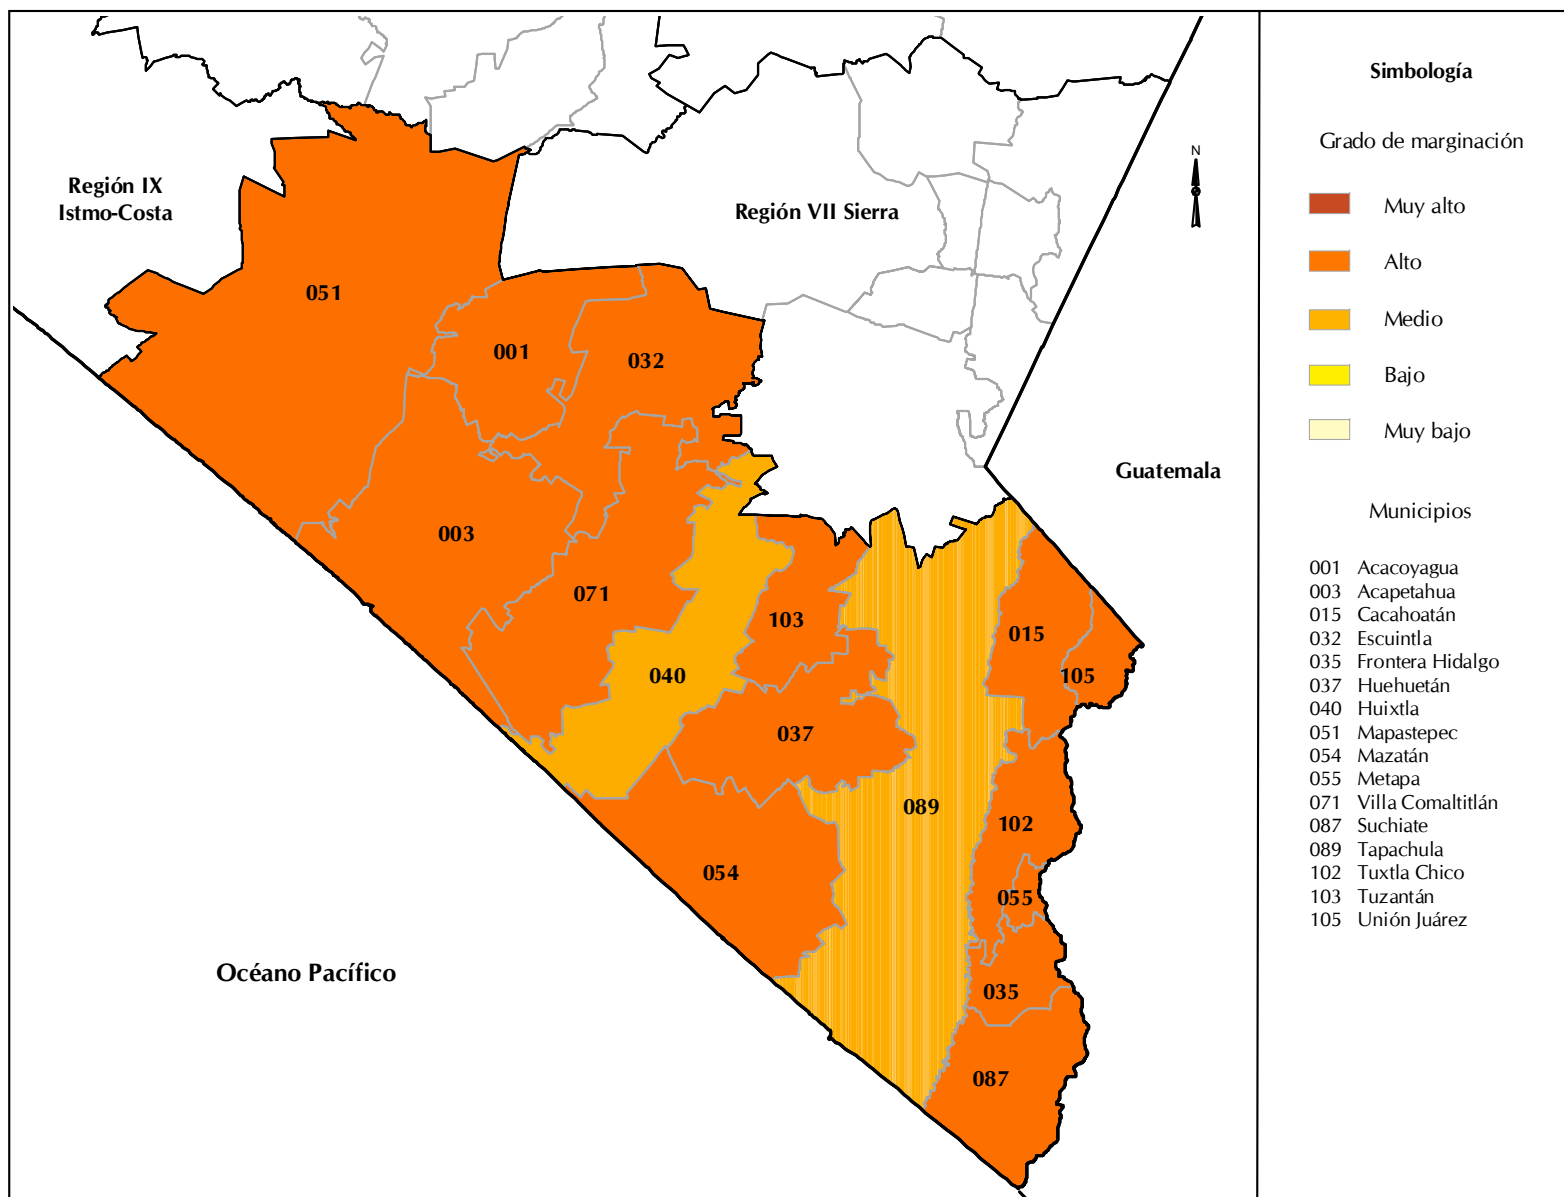 Región IX
Istmo-Costa
Región VII Sierra
N
051
001
032
003
071
040
103
037
089
015
105
054
102
055
035
087
Guatemala
Océano Pacífico
Simbología
Grado de marginación
Muy alto
Alto
Medio
Bajo
Muy bajo
Municipios
001 Acacoyagua
003 Acapetahua
015 Cacahoatán
032 Escuintla
035 Frontera Hidalgo
037 Huehuetán
040 Huixtla
051 Mapastepec
054 Mazatán
055 Metapa
071 Villa Comaltitlán
087 Suchiate
089 Tapachula
102 Tuxtla Chico
103 Tuzantán
105 Unión Juárez